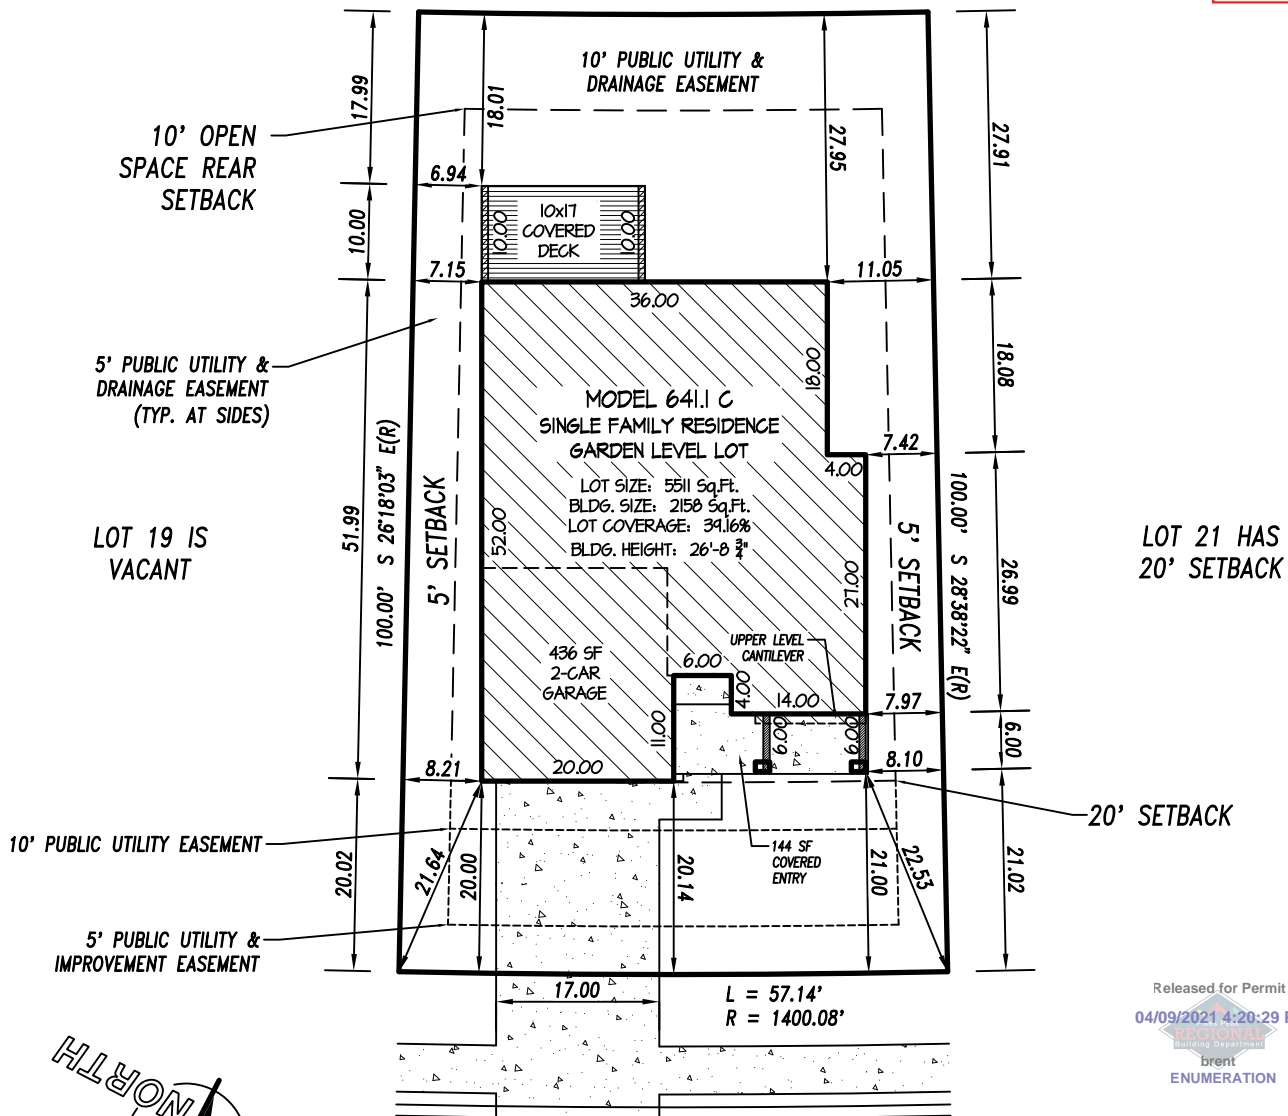 10' PUBLIC UTILITY &
DRAINAGE EASEMENT
17.99
18.01
27.95
27.91
10' OPEN
SPACE REAR
SETBACK
6.94
10.00
10x17
COVERED
DECK
10.00
10.00
7.15
11.05
36.00
5' PUBLIC UTILITY &
DRAINAGE EASEMENT
(TYP. AT SIDES)
18.00
18.08
MODEL 641.1 C
SINGLE FAMILY RESIDENCE
GARDEN LEVEL LOT
7.42
4.00
LOT SIZE: 5511 Sq.Ft.
BLDG. SIZE: 2158 Sq.Ft.
LOT COVERAGE: 39.16%
BLDG. HEIGHT: 26'-8 3/4"
LOT 19 IS
VACANT
51.99
100.00' S 26°18'03" E(R)
5' SETBACK
52.00
21.00
5' SETBACK
100.00' S 28°38'22" E(R)
26.99
LOT 21 HAS
20' SETBACK
UPPER LEVEL
CANTILEVER
436 SF
2-CAR
GARAGE
6.00
4.00
14.00
7.97
11.00
6.00
6.00
6.00
8.21
20.00
8.10
20' SETBACK
10' PUBLIC UTILITY EASEMENT
20.02
21.64
20.00
20.14
144 SF
COVERED
ENTRY
21.00
22.53
21.02
5' PUBLIC UTILITY &
IMPROVEMENT EASEMENT
17.00
L = 57.14'
R = 1400.08'
Released for Permit
04/09/2021 4:20:29 P
REGIONAL
Building Department
brent
ENUMERATION
NORTH